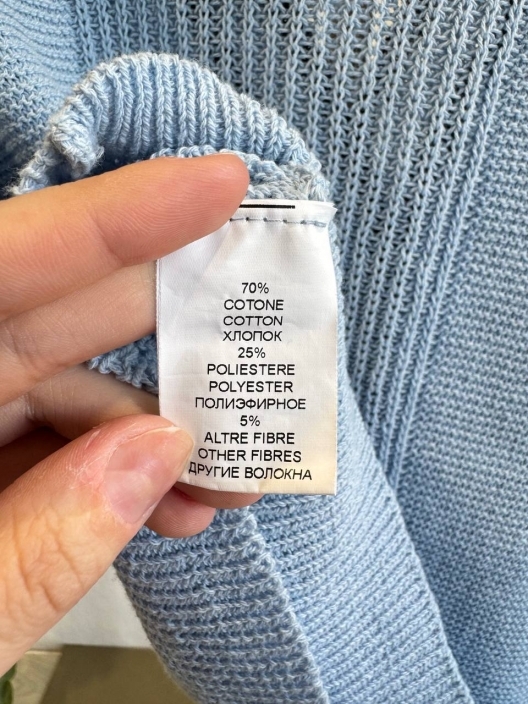 70%
COTONE
COTTON
ХЛОПОК
25%
POLIESTERE
POLYESTER
ПОЛИЭФИРНОЕ
5%
ALTRE FIBRE
OTHER FIBRES
ДРУГИЕ ВОЛОКНА